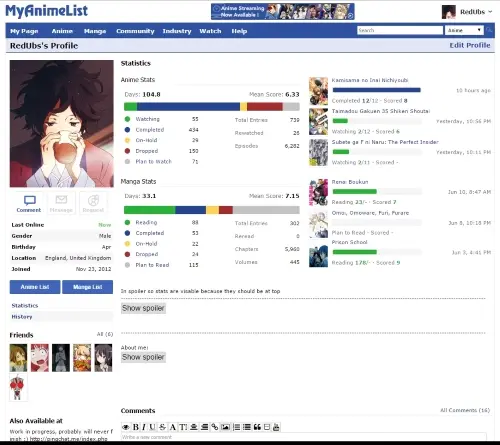 MyAnimeList
Anime Streaming
Now Available !
RedUbs
My Page Anime Manga Community Industry Watch Help
Search
Anime
RedUbs's Profile
Edit Profile
Comment
Message
Respond
Last Online Now
Gender Male
Birthday Apr
Location England, United Kingdom
Joined Nov 23, 2012
Anime List
Manga List
Statistics
History
Friends All (6)
Also Available at
Work in progress, probably will never f
inish :) http://pingchat.me/index.php
Statistics
Anime Stats
Days: 104.8 Mean Score: 6.33
Watching 55
Completed 434
On-Hold 29
Dropped 150
Plan to Watch 71
Total Entries 739
Rewatched 26
Episodes 6,282
Kamisama no Inai Nichiyoubi
10 hours ago
Completed 12/12 · Scored 8
Taimadou Gakuen 35 Shiken Shoutai
Yesterday, 10:56 PM
Watching 2/12 · Scored 6
Subete ga F ni Naru: The Perfect Insider
Yesterday, 10:11 PM
Watching 2/11 · Scored -
Manga Stats
Days: 33.1 Mean Score: 7.15
Reading 88
Completed 53
On-Hold 22
Dropped 24
Plan to Read 115
Total Entries 302
Reread 0
Chapters 5,960
Volumes 445
Renai Boukun
Jun 10, 8:47 AM
Reading 23/- · Scored 7
Omoi, Omoware, Furi, Furare
Jun 8, 10:18 PM
Plan to Read - · Scored -
Prison School
Jun 3, 4:41 PM
Reading 178/- · Scored 9
In spoiler so stats are visable because they should be at top
Show spoiler
About me:
Show spoiler
Comments
All Comments (16)
B I U S A T
Write a new comment